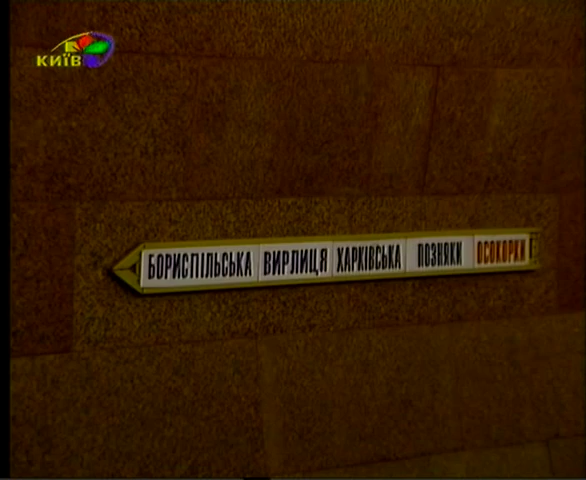 КИЇВ
БОРИСПІЛЬСЬКА ВИРЛИЦЯ ХАРКІВСЬКА ПОЗНЯКИ ОСОКОРКИ